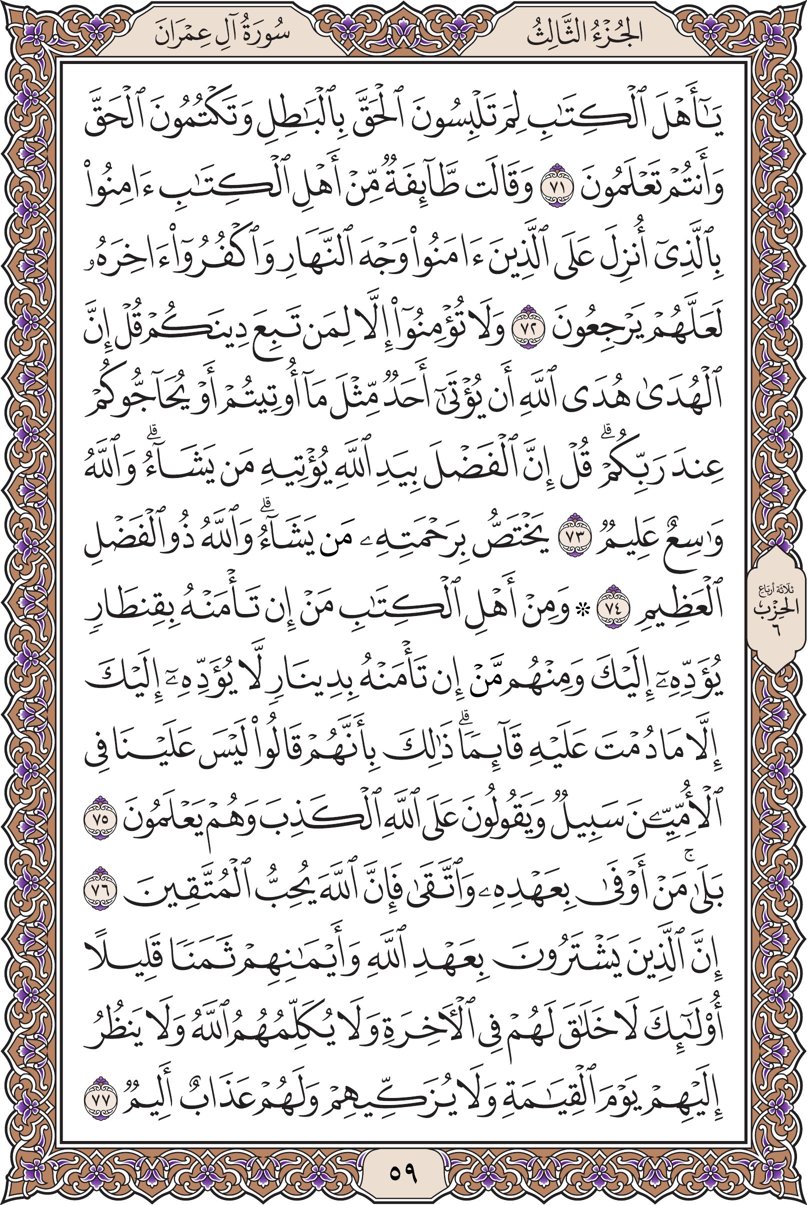 الجُزْءُ الثَّالِثُ
سُورَةُ آلِ عِمْرَانَ
يَٰٓأَهْلَ ٱلْكِتَٰبِ لِمَ تَلْبِسُونَ ٱلْحَقَّ بِٱلْبَٰطِلِ وَتَكْتُمُونَ ٱلْحَقَّ
وَأَنتُمْ تَعْلَمُونَ ٧١ وَقَالَت طَّآئِفَةٌ مِّنْ أَهْلِ ٱلْكِتَٰبِ ءَامِنُوا۟
بِٱلَّذِىٓ أُنزِلَ عَلَى ٱلَّذِينَ ءَامَنُوا۟ وَجْهَ ٱلنَّهَارِ وَٱكْفُرُوٓا۟ ءَاخِرَهُۥ
لَعَلَّهُمْ يَرْجِعُونَ ٧٢ وَلَا تُؤْمِنُوٓا۟ إِلَّا لِمَن تَبِعَ دِينَكُمْ قُلْ إِنَّ
ٱلْهُدَىٰ هُدَى ٱللَّهِ أَن يُؤْتَىٰٓ أَحَدٌ مِّثْلَ مَآ أُوتِيتُمْ أَوْ يُحَآجُّوكُمْ
عِندَ رَبِّكُمْ ۗ قُلْ إِنَّ ٱلْفَضْلَ بِيَدِ ٱللَّهِ يُؤْتِيهِ مَن يَشَآءُ ۗ وَٱللَّهُ
وَٰسِعٌ عَلِيمٌ ٧٣ يَخْتَصُّ بِرَحْمَتِهِۦ مَن يَشَآءُ ۗ وَٱللَّهُ ذُو ٱلْفَضْلِ
ٱلْعَظِيمِ ٧٤ ۞ وَمِنْ أَهْلِ ٱلْكِتَٰبِ مَنْ إِن تَأْمَنْهُ بِقِنطَارٍ
يُؤَدِّهِۦٓ إِلَيْكَ وَمِنْهُم مَّنْ إِن تَأْمَنْهُ بِدِينَارٍ لَّا يُؤَدِّهِۦٓ إِلَيْكَ
إِلَّا مَا دُمْتَ عَلَيْهِ قَآئِمًا ۗ ذَٰلِكَ بِأَنَّهُمْ قَالُوا۟ لَيْسَ عَلَيْنَا فِى
ٱلْأُمِّيِّۦنَ سَبِيلٌ وَيَقُولُونَ عَلَى ٱللَّهِ ٱلْكَذِبَ وَهُمْ يَعْلَمُونَ ٧٥
بَلَىٰ ۚ مَنْ أَوْفَىٰ بِعَهْدِهِۦ وَٱتَّقَىٰ فَإِنَّ ٱللَّهَ يُحِبُّ ٱلْمُتَّقِينَ ٧٦
إِنَّ ٱلَّذِينَ يَشْتَرُونَ بِعَهْدِ ٱللَّهِ وَأَيْمَٰنِهِمْ ثَمَنًا قَلِيلًا
أُو۟لَٰٓئِكَ لَا خَلَٰقَ لَهُمْ فِى ٱلْأَخِرَةِ وَلَا يُكَلِّمُهُمُ ٱللَّهُ وَلَا يَنظُرُ
إِلَيْهِمْ يَوْمَ ٱلْقِيَٰمَةِ وَلَا يُزَكِّيهِمْ وَلَهُمْ عَذَابٌ أَلِيمٌ ٧٧
ثلاثة أرباع
الحِزْب
٦
٥٩